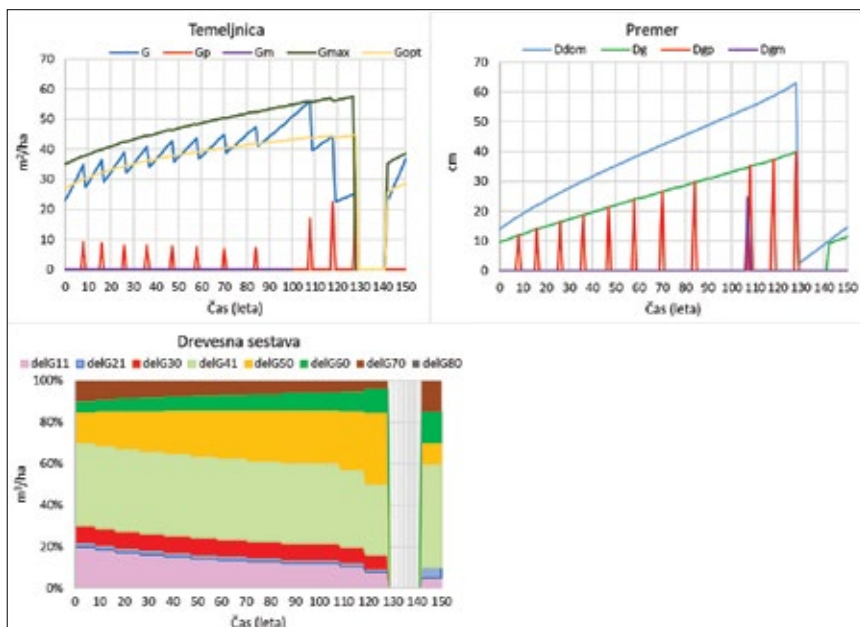 Temeljnica
G Gp Gm Gmax Gopt
70
60
50
40
30
20
10
0
m²/ha
0 10 20 30 40 50 60 70 80 90 100 110 120 130 140 150
Čas (leta)
Premer
Ddom Dg Dgp Dgm
70
60
50
40
30
20
10
0
cm
0 10 20 30 40 50 60 70 80 90 100 110 120 130 140 150
Čas (leta)
Drevesna sestava
delG11 delG21 delG30 delG41 delG50 delG60 delG70 delG80
100%
80%
60%
40%
20%
0%
m³/ha
0 10 20 30 40 50 60 70 80 90 100 110 120 130 140 150
Čas (leta)